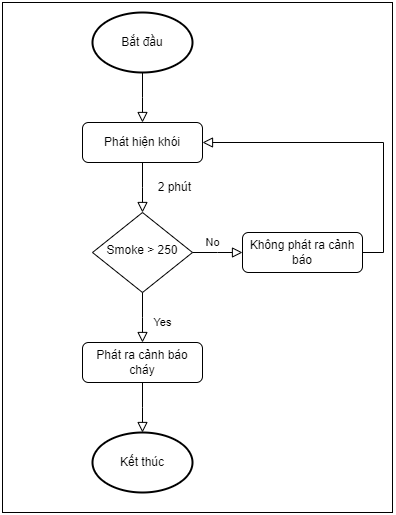 Bắt đầu
Phát hiện khói
2 phút
Smoke > 250
No
Không phát ra cảnh
báo
Yes
Phát ra cảnh báo
cháy
Kết thúc